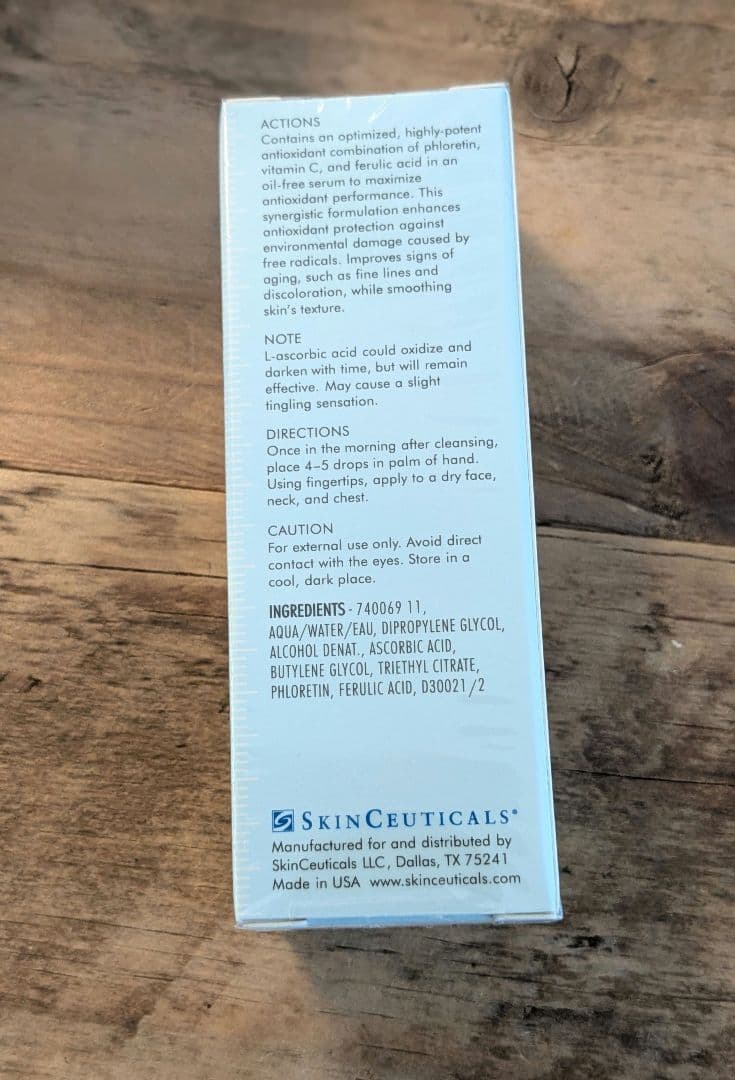 ACTIONS
Contains an optimized, highly-potent
antioxidant combination of phloretin,
vitamin C, and ferulic acid in an
oil-free serum to maximize
antioxidant performance. This
synergistic formulation enhances
antioxidant protection against
environmental damage caused by
free radicals. Improves signs of
aging, such as fine lines and
discoloration, while smoothing
skin's texture.
NOTE
L-ascorbic acid could oxidize and
darken with time, but will remain
effective. May cause a slight
tingling sensation.
DIRECTIONS
Once in the morning after cleansing,
place 4–5 drops in palm of hand.
Using fingertips, apply to a dry face,
neck, and chest.
CAUTION
For external use only. Avoid direct
contact with the eyes. Store in a
cool, dark place.
INGREDIENTS - 740069 11,
AQUA/WATER/EAU, DIPROPYLENE GLYCOL,
ALCOHOL DENAT., ASCORBIC ACID,
BUTYLENE GLYCOL, TRIETHYL CITRATE,
PHLORETIN, FERULIC ACID, D30021/2
SKINCEUTICALS®
Manufactured for and distributed by
SkinCeuticals LLC, Dallas, TX 75241
Made in USA www.skinceuticals.com